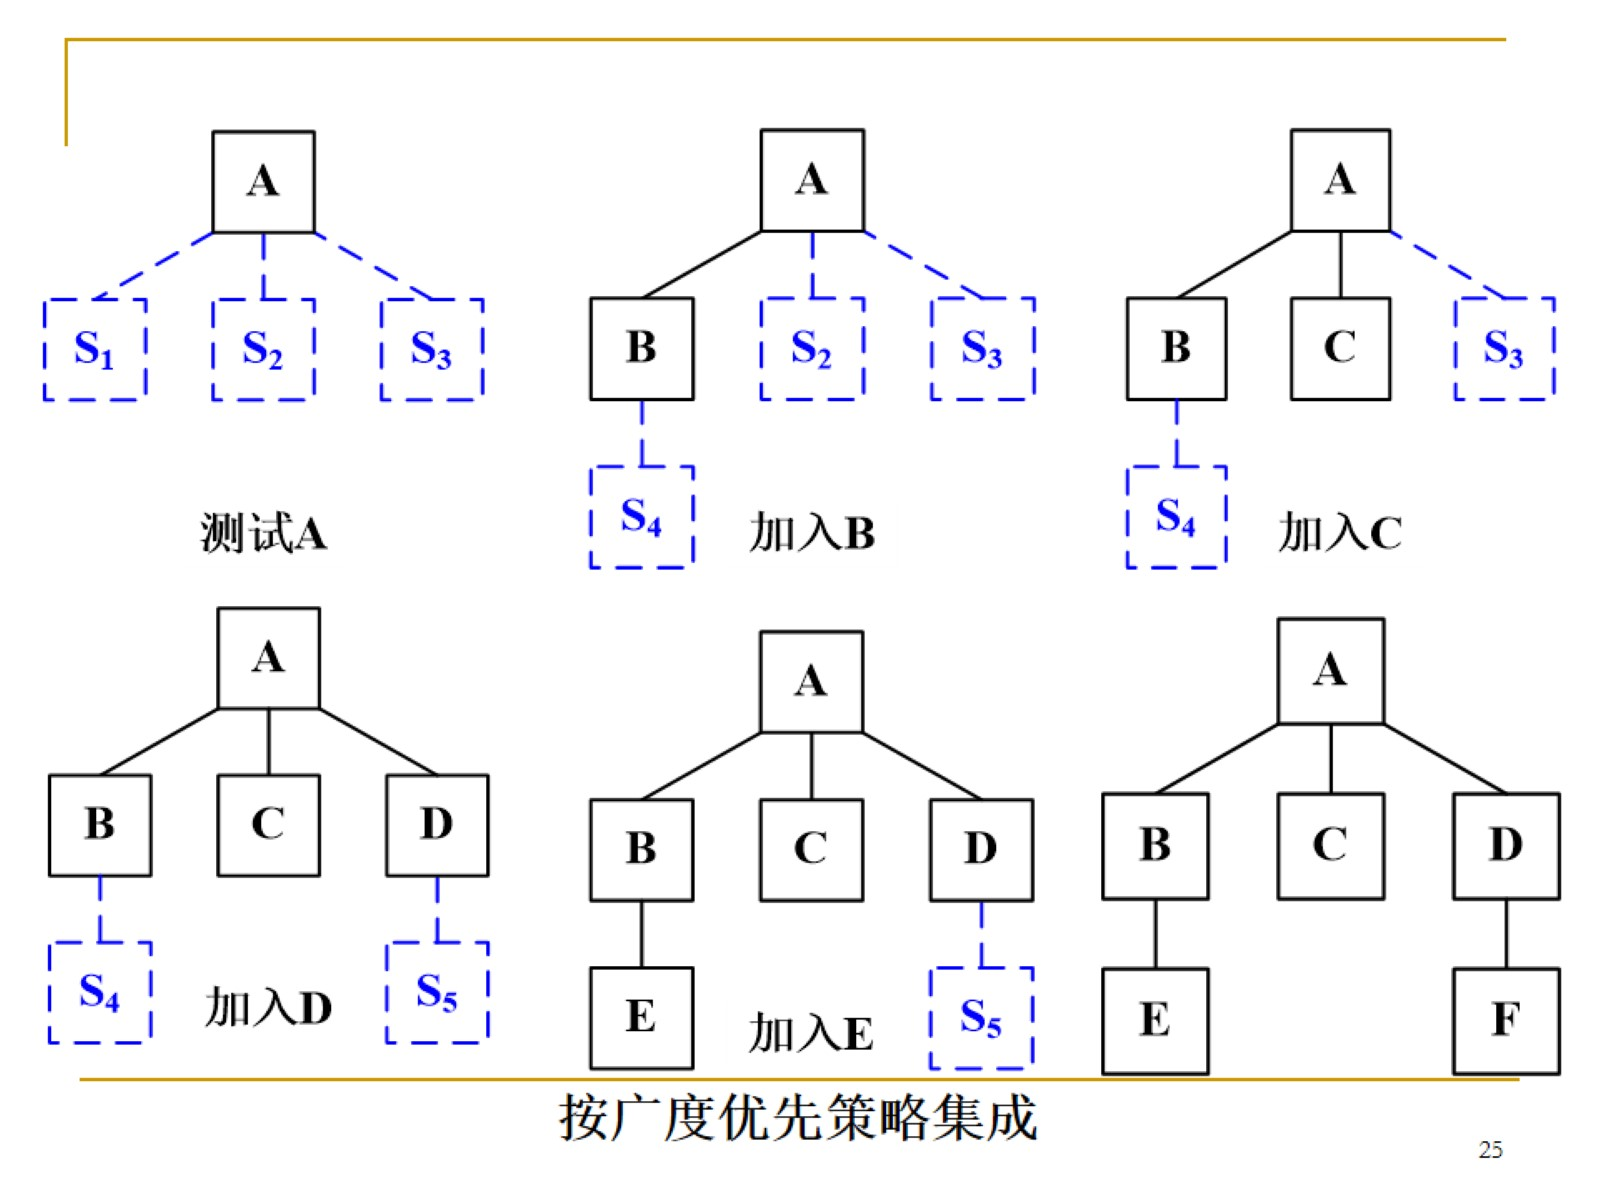 A
S₁ S₂ S₃
测试A
A
B S₂ S₃
S₄
加入B
A
B C S₃
S₄
加入C
A
B C D
S₄ S₅
加入D
A
B C D
E S₅
加入E
A
B C D
E F
按广度优先策略集成
25